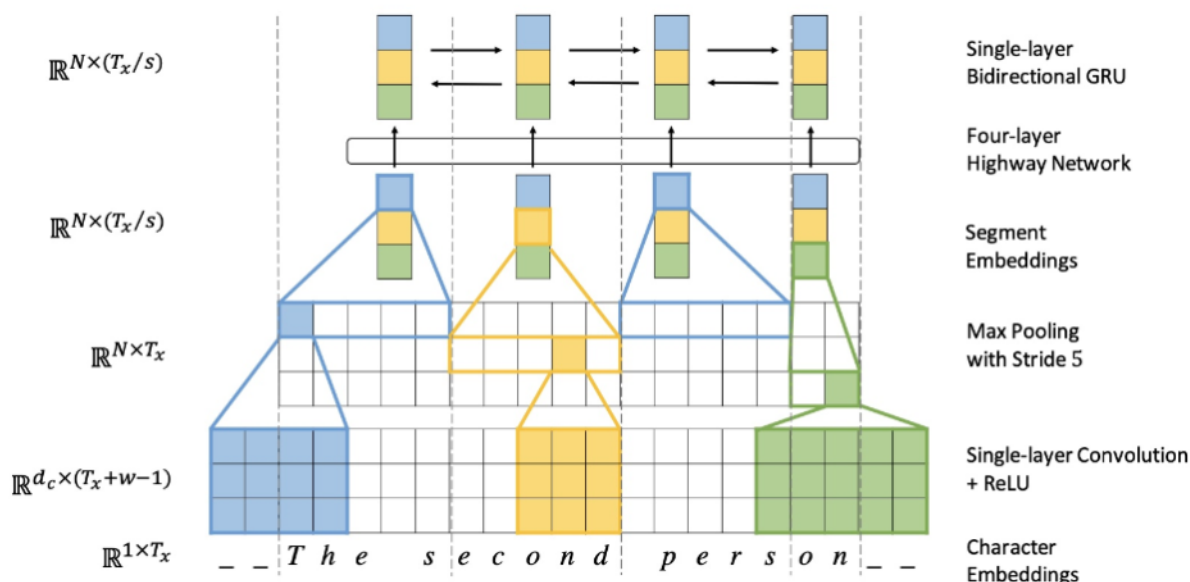 ℝ^{N×(T_x/s)}
Single-layer
Bidirectional GRU
Four-layer
Highway Network
ℝ^{N×(T_x/s)}
Segment
Embeddings
ℝ^{N×T_x}
Max Pooling
with Stride 5
ℝ^{d_c×(T_x+w−1)}
Single-layer Convolution
+ ReLU
ℝ^{1×T_x}
_ _ T h e s e c o n d p e r s o n _ _
Character
Embeddings